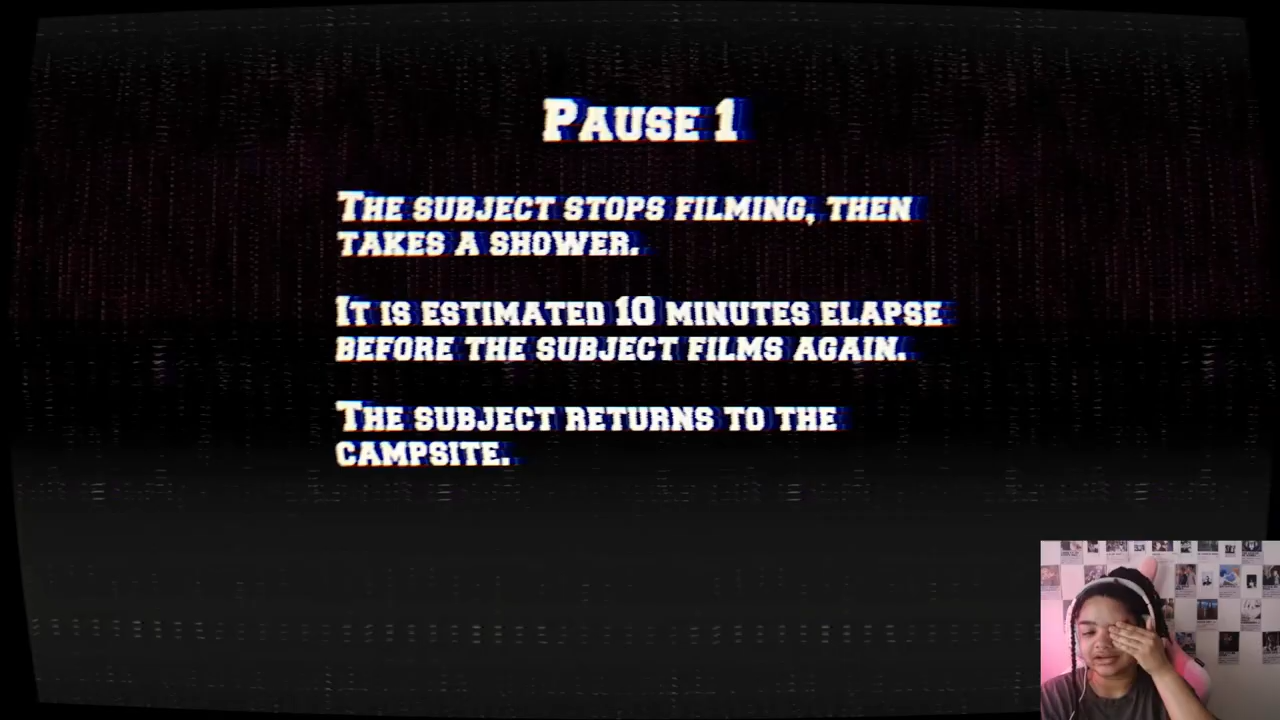 Pause 1
The subject stops filming, then
takes a shower.
It is estimated 10 minutes elapse
before the subject films again.
The subject returns to the
campsite.